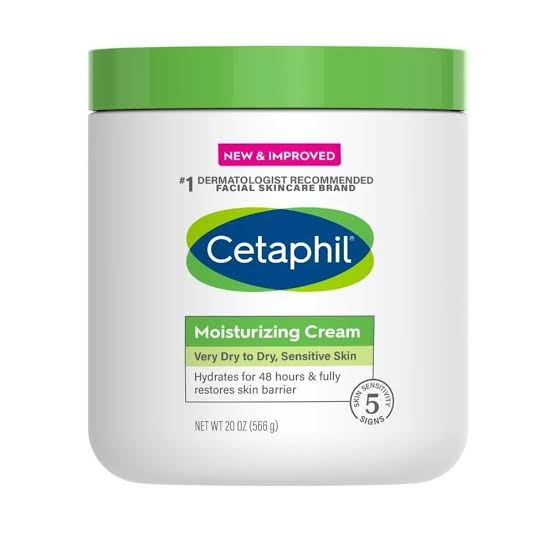 NEW & IMPROVED
#1 DERMATOLOGIST RECOMMENDED
FACIAL SKINCARE BRAND
Cetaphil®
Moisturizing Cream
Very Dry to Dry, Sensitive Skin
Hydrates for 48 hours & fully
restores skin barrier
SKIN SENSITIVITY
5
SIGNS
NET WT 20 OZ (566 g)